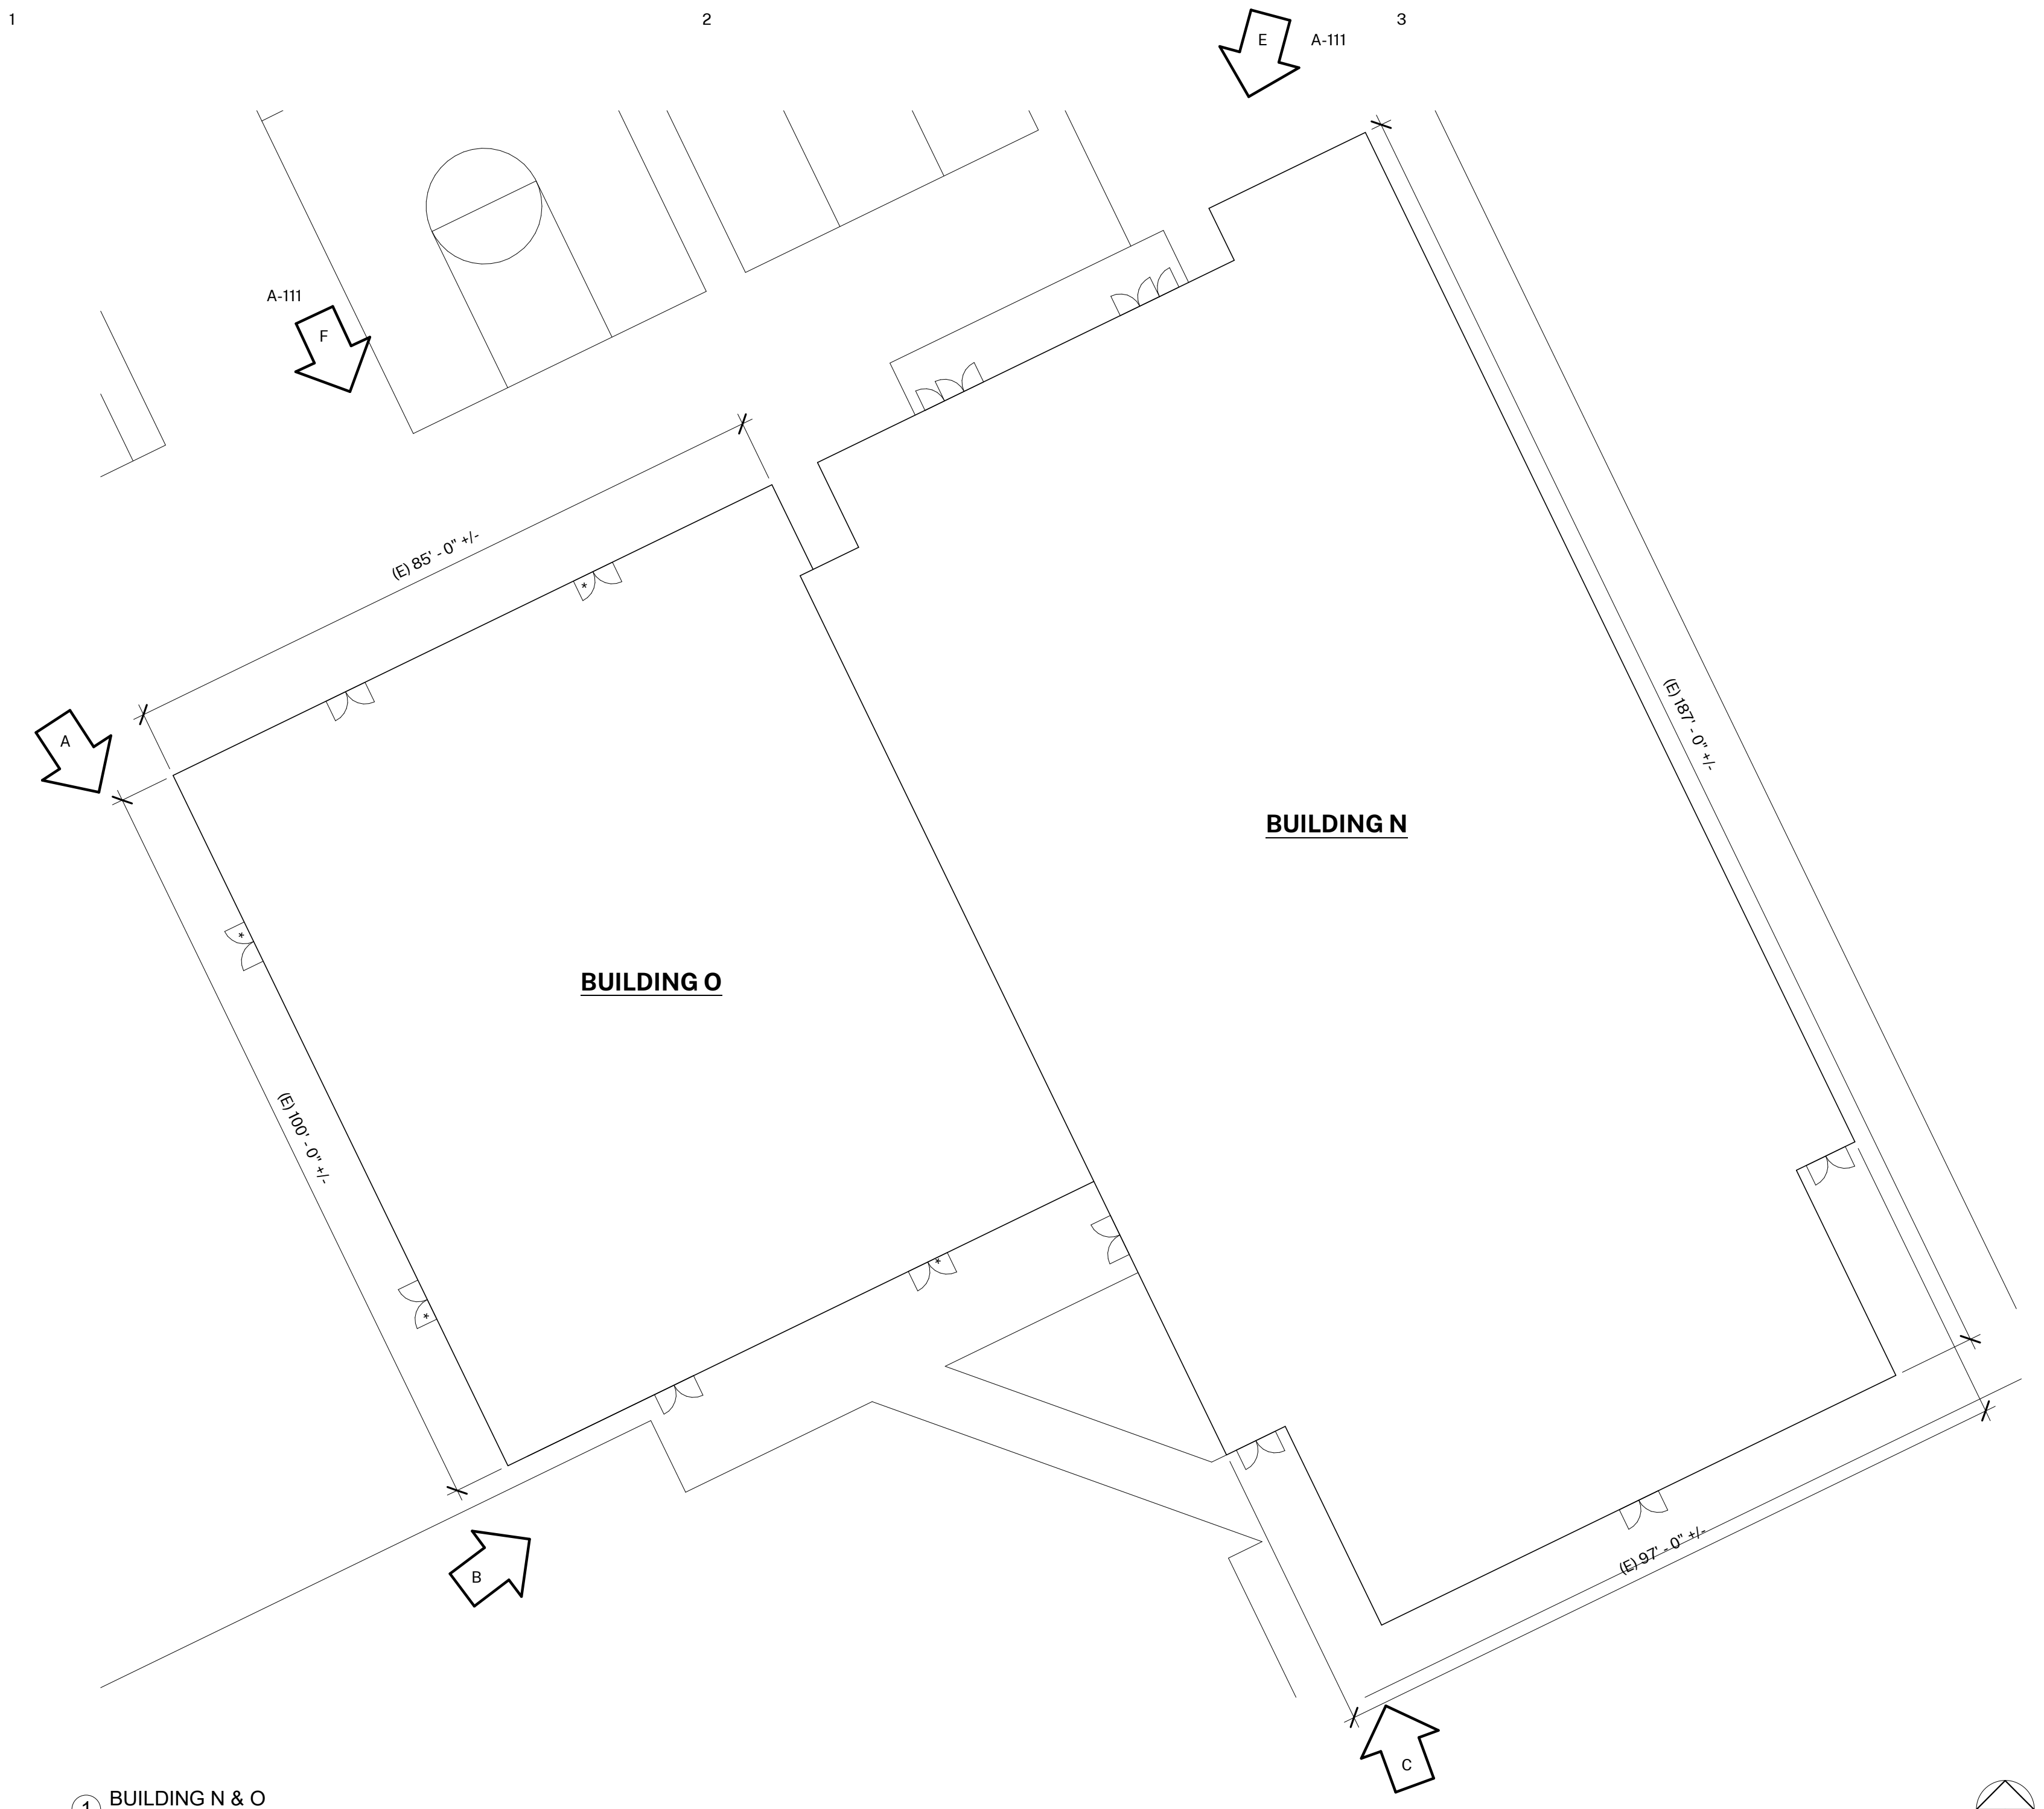 1
2
3
E
A-111
A-111
F
(E) 85' - 0" +/-
*
A
(E) 187' - 0" +/-
BUILDING N
*
BUILDING O
(E) 100' - 0" +/-
*
*
(E) 97' - 0" +/-
B
C
1
BUILDING N & O